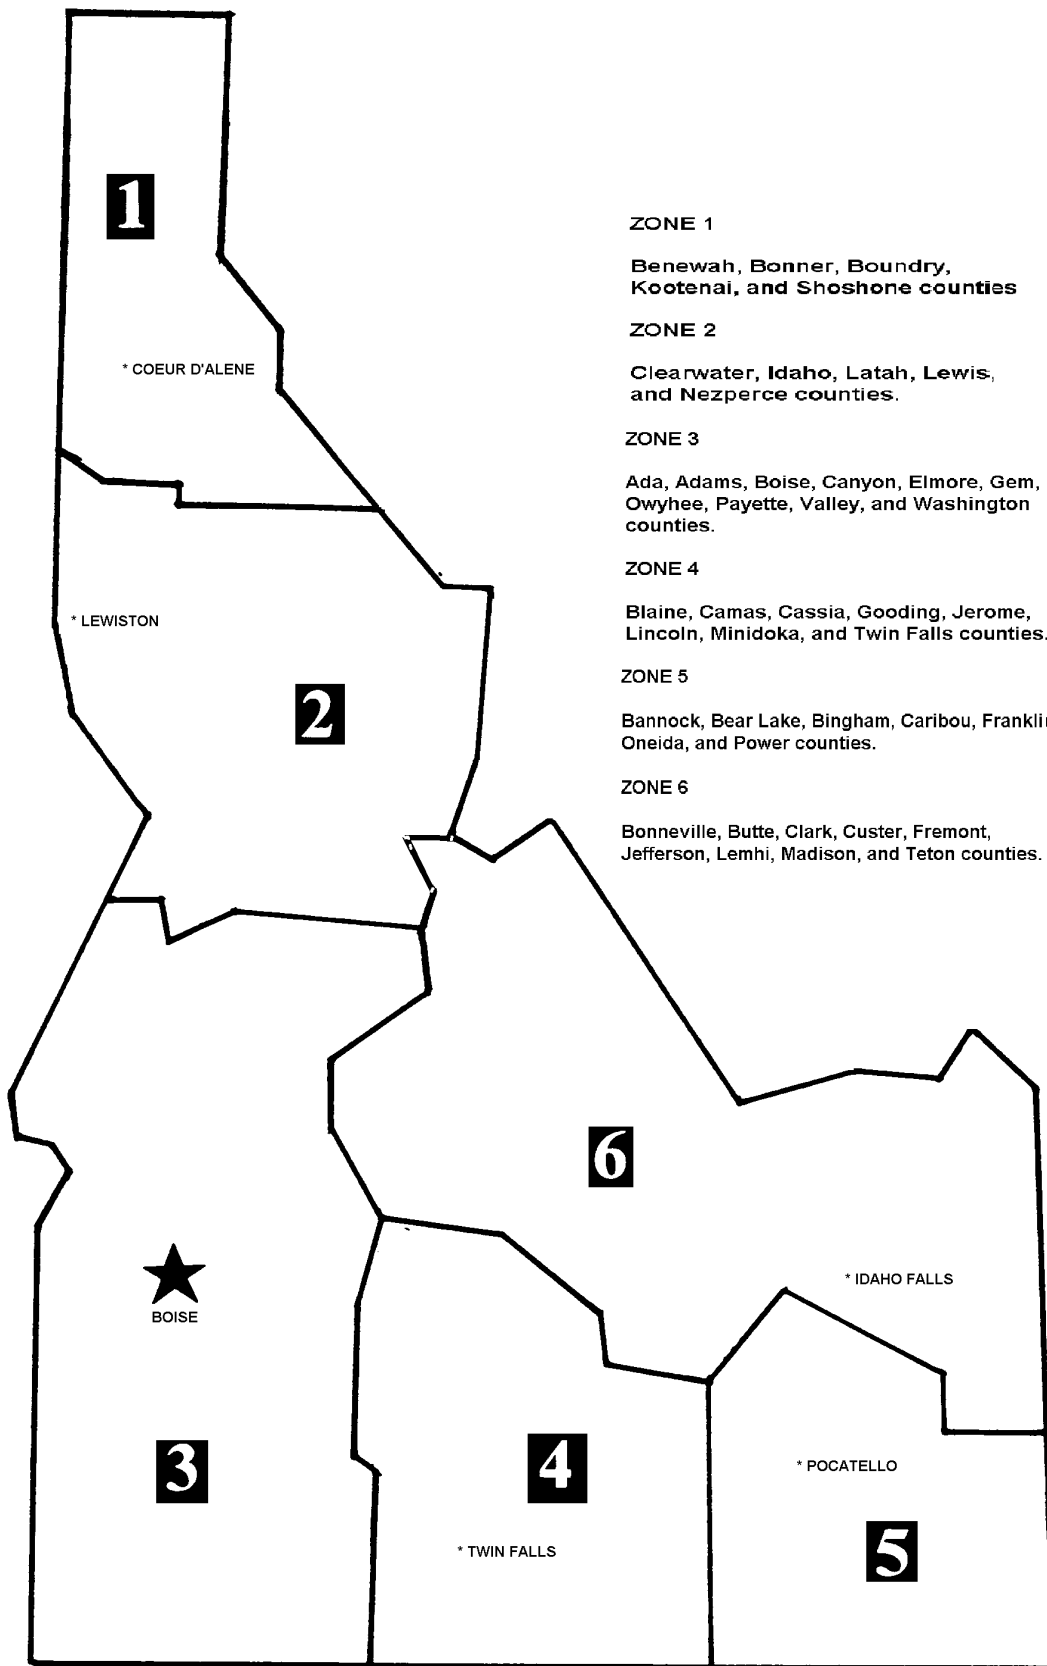 1
ZONE 1
Benewah, Bonner, Boundry,
Kootenai, and Shoshone counties
ZONE 2
* COEUR D'ALENE
Clearwater, Idaho, Latah, Lewis,
and Nezperce counties.
ZONE 3
Ada, Adams, Boise, Canyon, Elmore, Gem,
Owyhee, Payette, Valley, and Washington
counties.
ZONE 4
* LEWISTON
Blaine, Camas, Cassia, Gooding, Jerome,
Lincoln, Minidoka, and Twin Falls counties.
ZONE 5
2
Bannock, Bear Lake, Bingham, Caribou, Franklin
Oneida, and Power counties.
ZONE 6
Bonneville, Butte, Clark, Custer, Fremont,
Jefferson, Lemhi, Madison, and Teton counties.
6
* IDAHO FALLS
BOISE
3
4
* POCATELLO
* TWIN FALLS
5